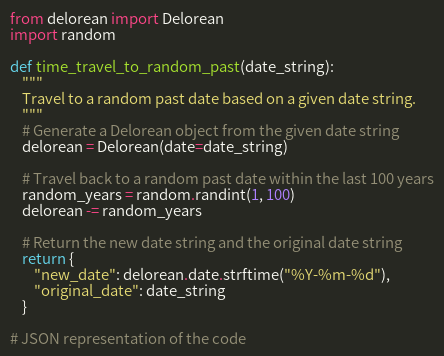 from delorean import Delorean
import random

def time_travel_to_random_past(date_string):
    """
    Travel to a random past date based on a given date string.
    """
    # Generate a Delorean object from the given date string
    delorean = Delorean(date=date_string)

    # Travel back to a random past date within the last 100 years
    random_years = random.randint(1, 100)
    delorean -= random_years

    # Return the new date string and the original date string
    return {
        "new_date": delorean.date.strftime("%Y-%m-%d"),
        "original_date": date_string
    }

# JSON representation of the code